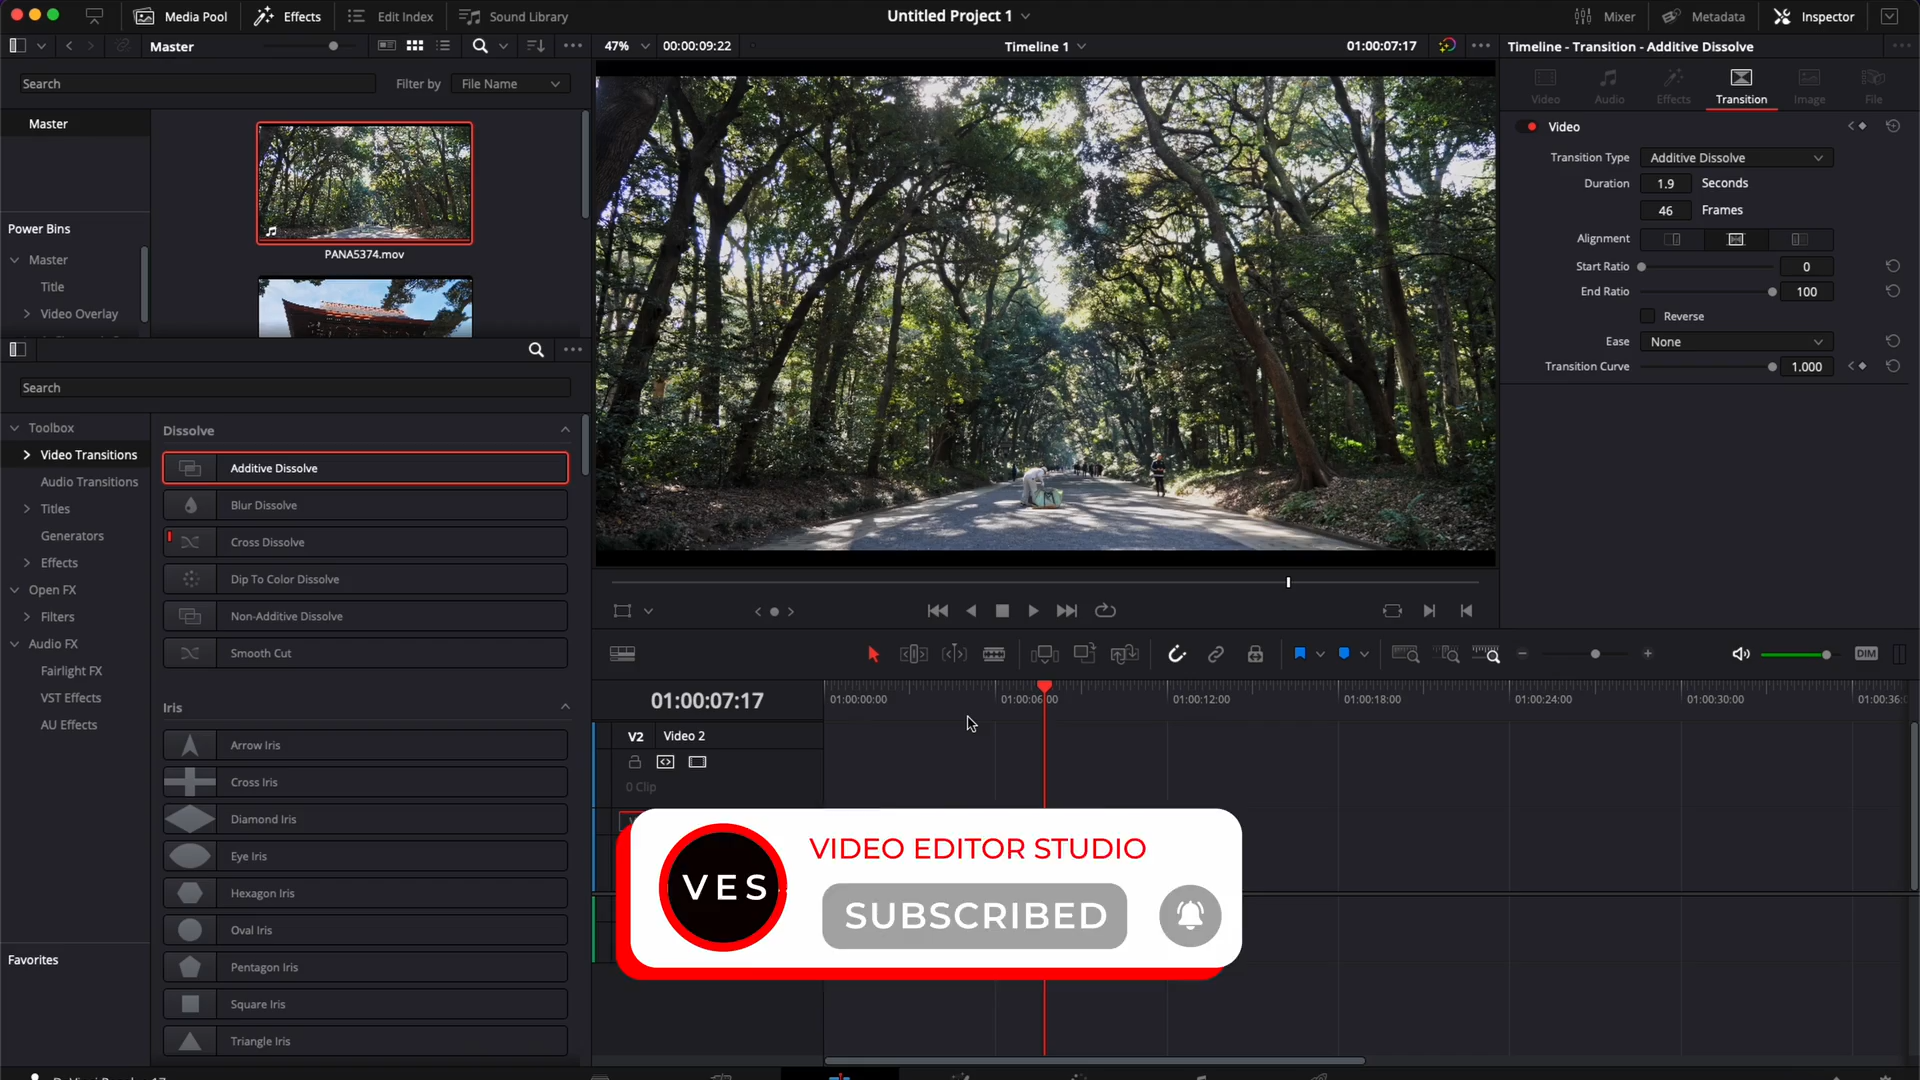 Media Pool
Effects
Edit Index
Sound Library
Untitled Project 1
Mixer
Metadata
Inspector
Master
47%
00:00:09:22
Timeline 1
01:00:07:17
Timeline - Transition - Additive Dissolve
Search
Filter by
File Name
Video
Audio
Effects
Transition
Image
File
Master
PANA5374.mov
Power Bins
Master
Title
Video Overlay
Video
Transition Type
Additive Dissolve
Duration
1.9
Seconds
46
Frames
Alignment
Start Ratio
0
End Ratio
100
Reverse
Ease
None
Transition Curve
1.000
Search
Toolbox
Video Transitions
Audio Transitions
Titles
Generators
Effects
Open FX
Filters
Audio FX
Fairlight FX
VST Effects
AU Effects
Favorites
Dissolve
Additive Dissolve
Blur Dissolve
Cross Dissolve
Dip To Color Dissolve
Non-Additive Dissolve
Smooth Cut
Iris
Arrow Iris
Cross Iris
Diamond Iris
Eye Iris
Hexagon Iris
Oval Iris
Pentagon Iris
Square Iris
Triangle Iris
DIM
01:00:07:17
01:00:00:00
01:00:06:00
01:00:12:00
01:00:18:00
01:00:24:00
01:00:30:00
01:00:36:
V2
Video 2
0 Clip
VES
VIDEO EDITOR STUDIO
SUBSCRIBED